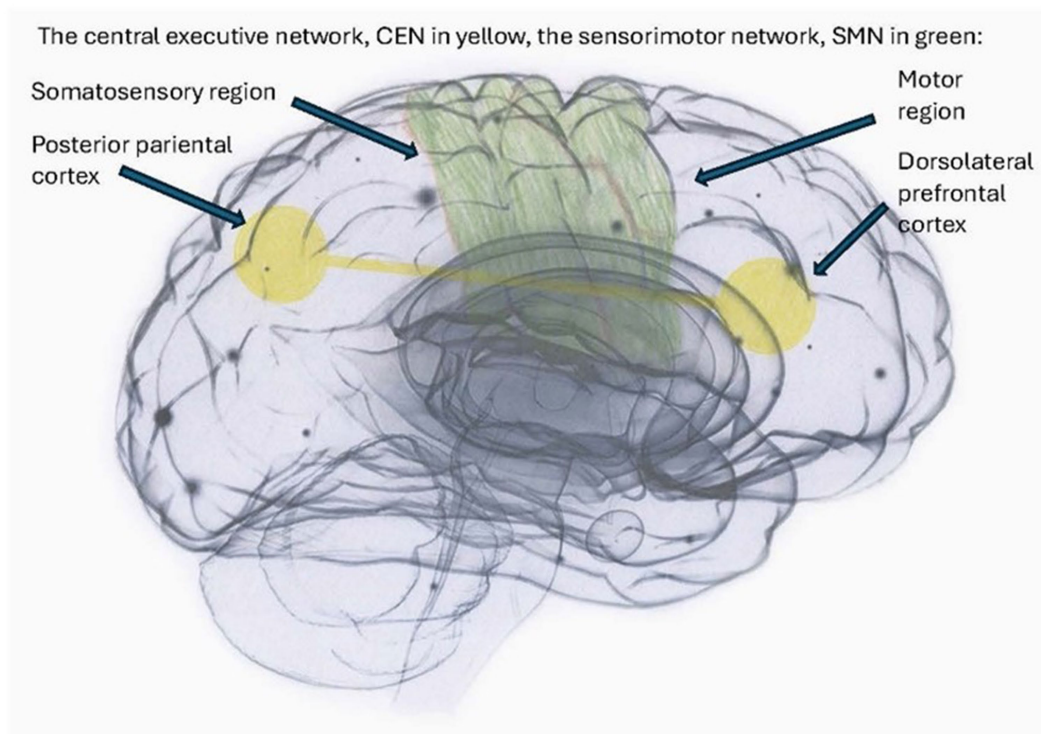 The central executive network, CEN in yellow, the sensorimotor network, SMN in green:
Somatosensory region
Posterior pariental
cortex
Motor
region
Dorsolateral
prefrontal
cortex